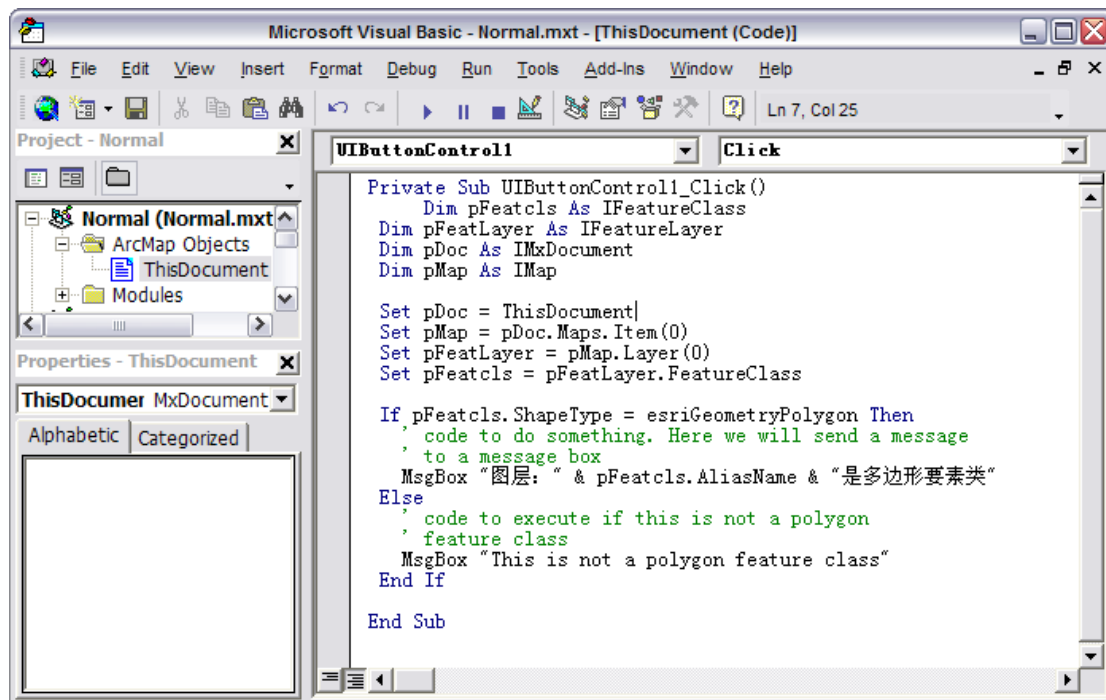 Microsoft Visual Basic - Normal.mxt - [ThisDocument (Code)]
File Edit View Insert Format Debug Run Tools Add-Ins Window Help
Ln 7, Col 25
Project - Normal
Normal (Normal.mxt
ArcMap Objects
ThisDocument
Modules
Properties - ThisDocument
ThisDocumer MxDocument
Alphabetic Categorized
UIButtonControl1 Click
Private Sub UIButtonControl1_Click()
Dim pFeatcls As IFeatureClass
Dim pFeatLayer As IFeatureLayer
Dim pDoc As IMxDocument
Dim pMap As IMap
Set pDoc = ThisDocument
Set pMap = pDoc.Maps.Item(0)
Set pFeatLayer = pMap.Layer(0)
Set pFeatcls = pFeatLayer.FeatureClass
If pFeatcls.ShapeType = esriGeometryPolygon Then
' code to do something. Here we will send a message
' to a message box
MsgBox "图层：" & pFeatcls.AliasName & "是多边形要素类"
Else
' code to execute if this is not a polygon
' feature class
MsgBox "This is not a polygon feature class"
End If
End Sub